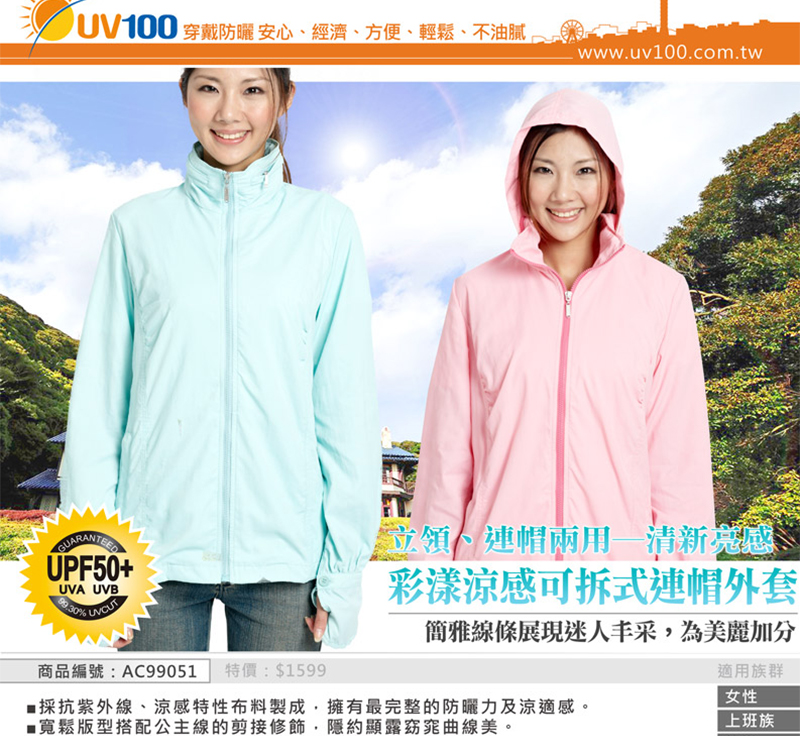 UV100 穿戴防曬 安心、經濟、方便、輕鬆、不油膩
www.uv100.com.tw
GUARANTEED
UPF50+
UVA UVB
99.30% UVCUT
立領、連帽兩用—清新亮感
彩漾涼感可拆式連帽外套
簡雅線條展現迷人丰采，為美麗加分
商品編號：AC99051 特價：$1599 適用族群
■採抗紫外線、涼感特性布料製成．擁有最完整的防曬力及涼適感。
女性
■寬鬆版型搭配公主線的剪接修飾．隱約顯露窈窕曲線美。
上班族